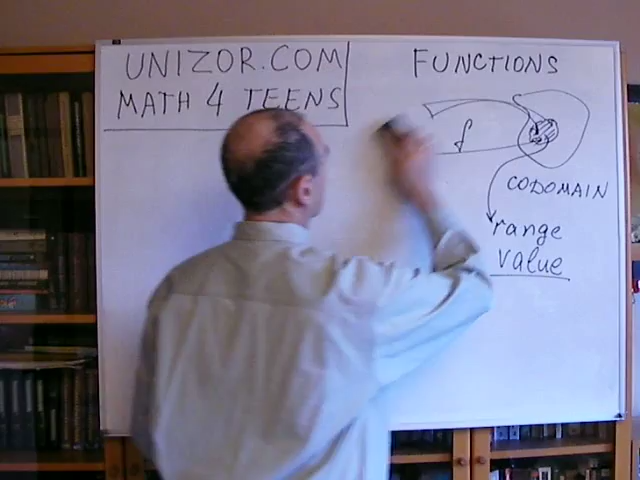 UNIZOR.COM
MATH 4 TEENS
FUNCTIONS
f
CODOMAIN
range
value